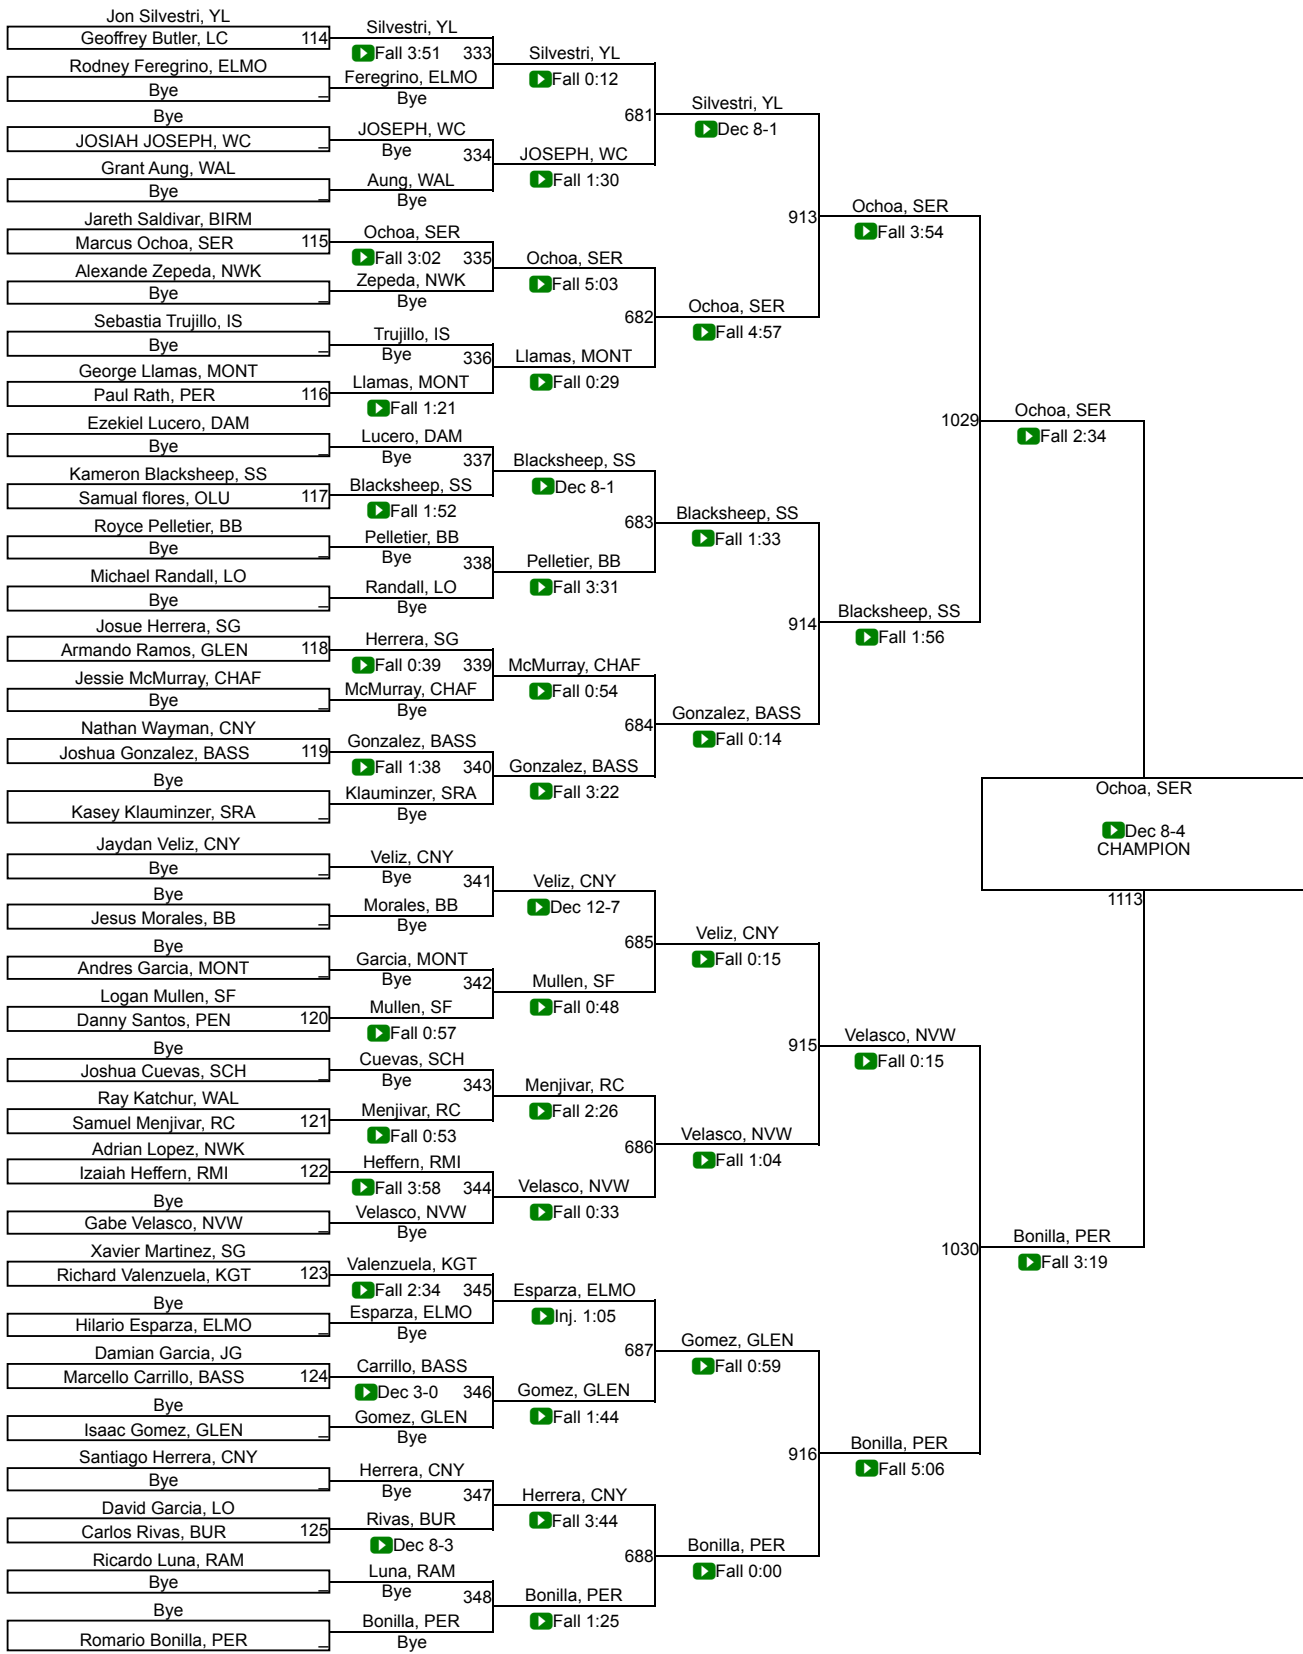 Jon Silvestri, YL
Geoffrey Butler, LC 114
Rodney Feregrino, ELMO
Bye _
Bye
JOSIAH JOSEPH, WC _
Grant Aung, WAL
Bye _
Jareth Saldivar, BIRM
Marcus Ochoa, SER 115
Alexande Zepeda, NWK
Bye _
Sebastia Trujillo, IS
Bye _
George Llamas, MONT
Paul Rath, PER 116
Ezekiel Lucero, DAM
Bye _
Kameron Blacksheep, SS
Samual flores, OLU 117
Royce Pelletier, BB
Bye _
Michael Randall, LO
Bye _
Josue Herrera, SG
Armando Ramos, GLEN 118
Jessie McMurray, CHAF
Bye _
Nathan Wayman, CNY
Joshua Gonzalez, BASS 119
Bye
Kasey Klauminzer, SRA _
Jaydan Veliz, CNY
Bye _
Bye
Jesus Morales, BB _
Bye
Andres Garcia, MONT _
Logan Mullen, SF
Danny Santos, PEN 120
Bye
Joshua Cuevas, SCH _
Ray Katchur, WAL
Samuel Menjivar, RC 121
Adrian Lopez, NWK
Izaiah Heffern, RMI 122
Bye
Gabe Velasco, NVW _
Xavier Martinez, SG
Richard Valenzuela, KGT 123
Bye
Hilario Esparza, ELMO _
Damian Garcia, JG
Marcello Carrillo, BASS 124
Bye
Isaac Gomez, GLEN _
Santiago Herrera, CNY
Bye _
David Garcia, LO
Carlos Rivas, BUR 125
Ricardo Luna, RAM
Bye _
Bye
Romario Bonilla, PER _
Silvestri, YL
Fall 3:51 333
Feregrino, ELMO
Bye
JOSEPH, WC
Bye 334
Aung, WAL
Bye
Ochoa, SER
Fall 3:02 335
Zepeda, NWK
Bye
Trujillo, IS
Bye 336
Llamas, MONT
Fall 1:21
Lucero, DAM
Bye 337
Blacksheep, SS
Fall 1:52
Pelletier, BB
Bye 338
Randall, LO
Bye
Herrera, SG
Fall 0:39 339
McMurray, CHAF
Bye
Gonzalez, BASS
Fall 1:38 340
Klauminzer, SRA
Bye
Veliz, CNY
Bye 341
Morales, BB
Bye
Garcia, MONT
Bye 342
Mullen, SF
Fall 0:57
Cuevas, SCH
Bye 343
Menjivar, RC
Fall 0:53
Heffern, RMI
Fall 3:58 344
Velasco, NVW
Bye
Valenzuela, KGT
Fall 2:34 345
Esparza, ELMO
Bye
Carrillo, BASS
Dec 3-0 346
Gomez, GLEN
Bye
Herrera, CNY
Bye 347
Rivas, BUR
Dec 8-3
Luna, RAM
Bye 348
Bonilla, PER
Bye
Silvestri, YL
Fall 0:12
681
JOSEPH, WC
Fall 1:30
Ochoa, SER
Fall 5:03
682
Llamas, MONT
Fall 0:29
Blacksheep, SS
Dec 8-1
683
Pelletier, BB
Fall 3:31
McMurray, CHAF
Fall 0:54
684
Gonzalez, BASS
Fall 3:22
Veliz, CNY
Dec 12-7
685
Mullen, SF
Fall 0:48
Menjivar, RC
Fall 2:26
686
Velasco, NVW
Fall 0:33
Esparza, ELMO
Inj. 1:05
687
Gomez, GLEN
Fall 1:44
Herrera, CNY
Fall 3:44
688
Bonilla, PER
Fall 1:25
Silvestri, YL
Dec 8-1
913
Ochoa, SER
Fall 4:57
Blacksheep, SS
Fall 1:33
914
Gonzalez, BASS
Fall 0:14
Veliz, CNY
Fall 0:15
915
Velasco, NVW
Fall 1:04
Gomez, GLEN
Fall 0:59
916
Bonilla, PER
Fall 0:00
Ochoa, SER
Fall 3:54
1029
Blacksheep, SS
Fall 1:56
Velasco, NVW
Fall 0:15
1030
Bonilla, PER
Fall 5:06
Ochoa, SER
Fall 2:34
Bonilla, PER
Fall 3:19
Ochoa, SER
Dec 8-4
CHAMPION
1113